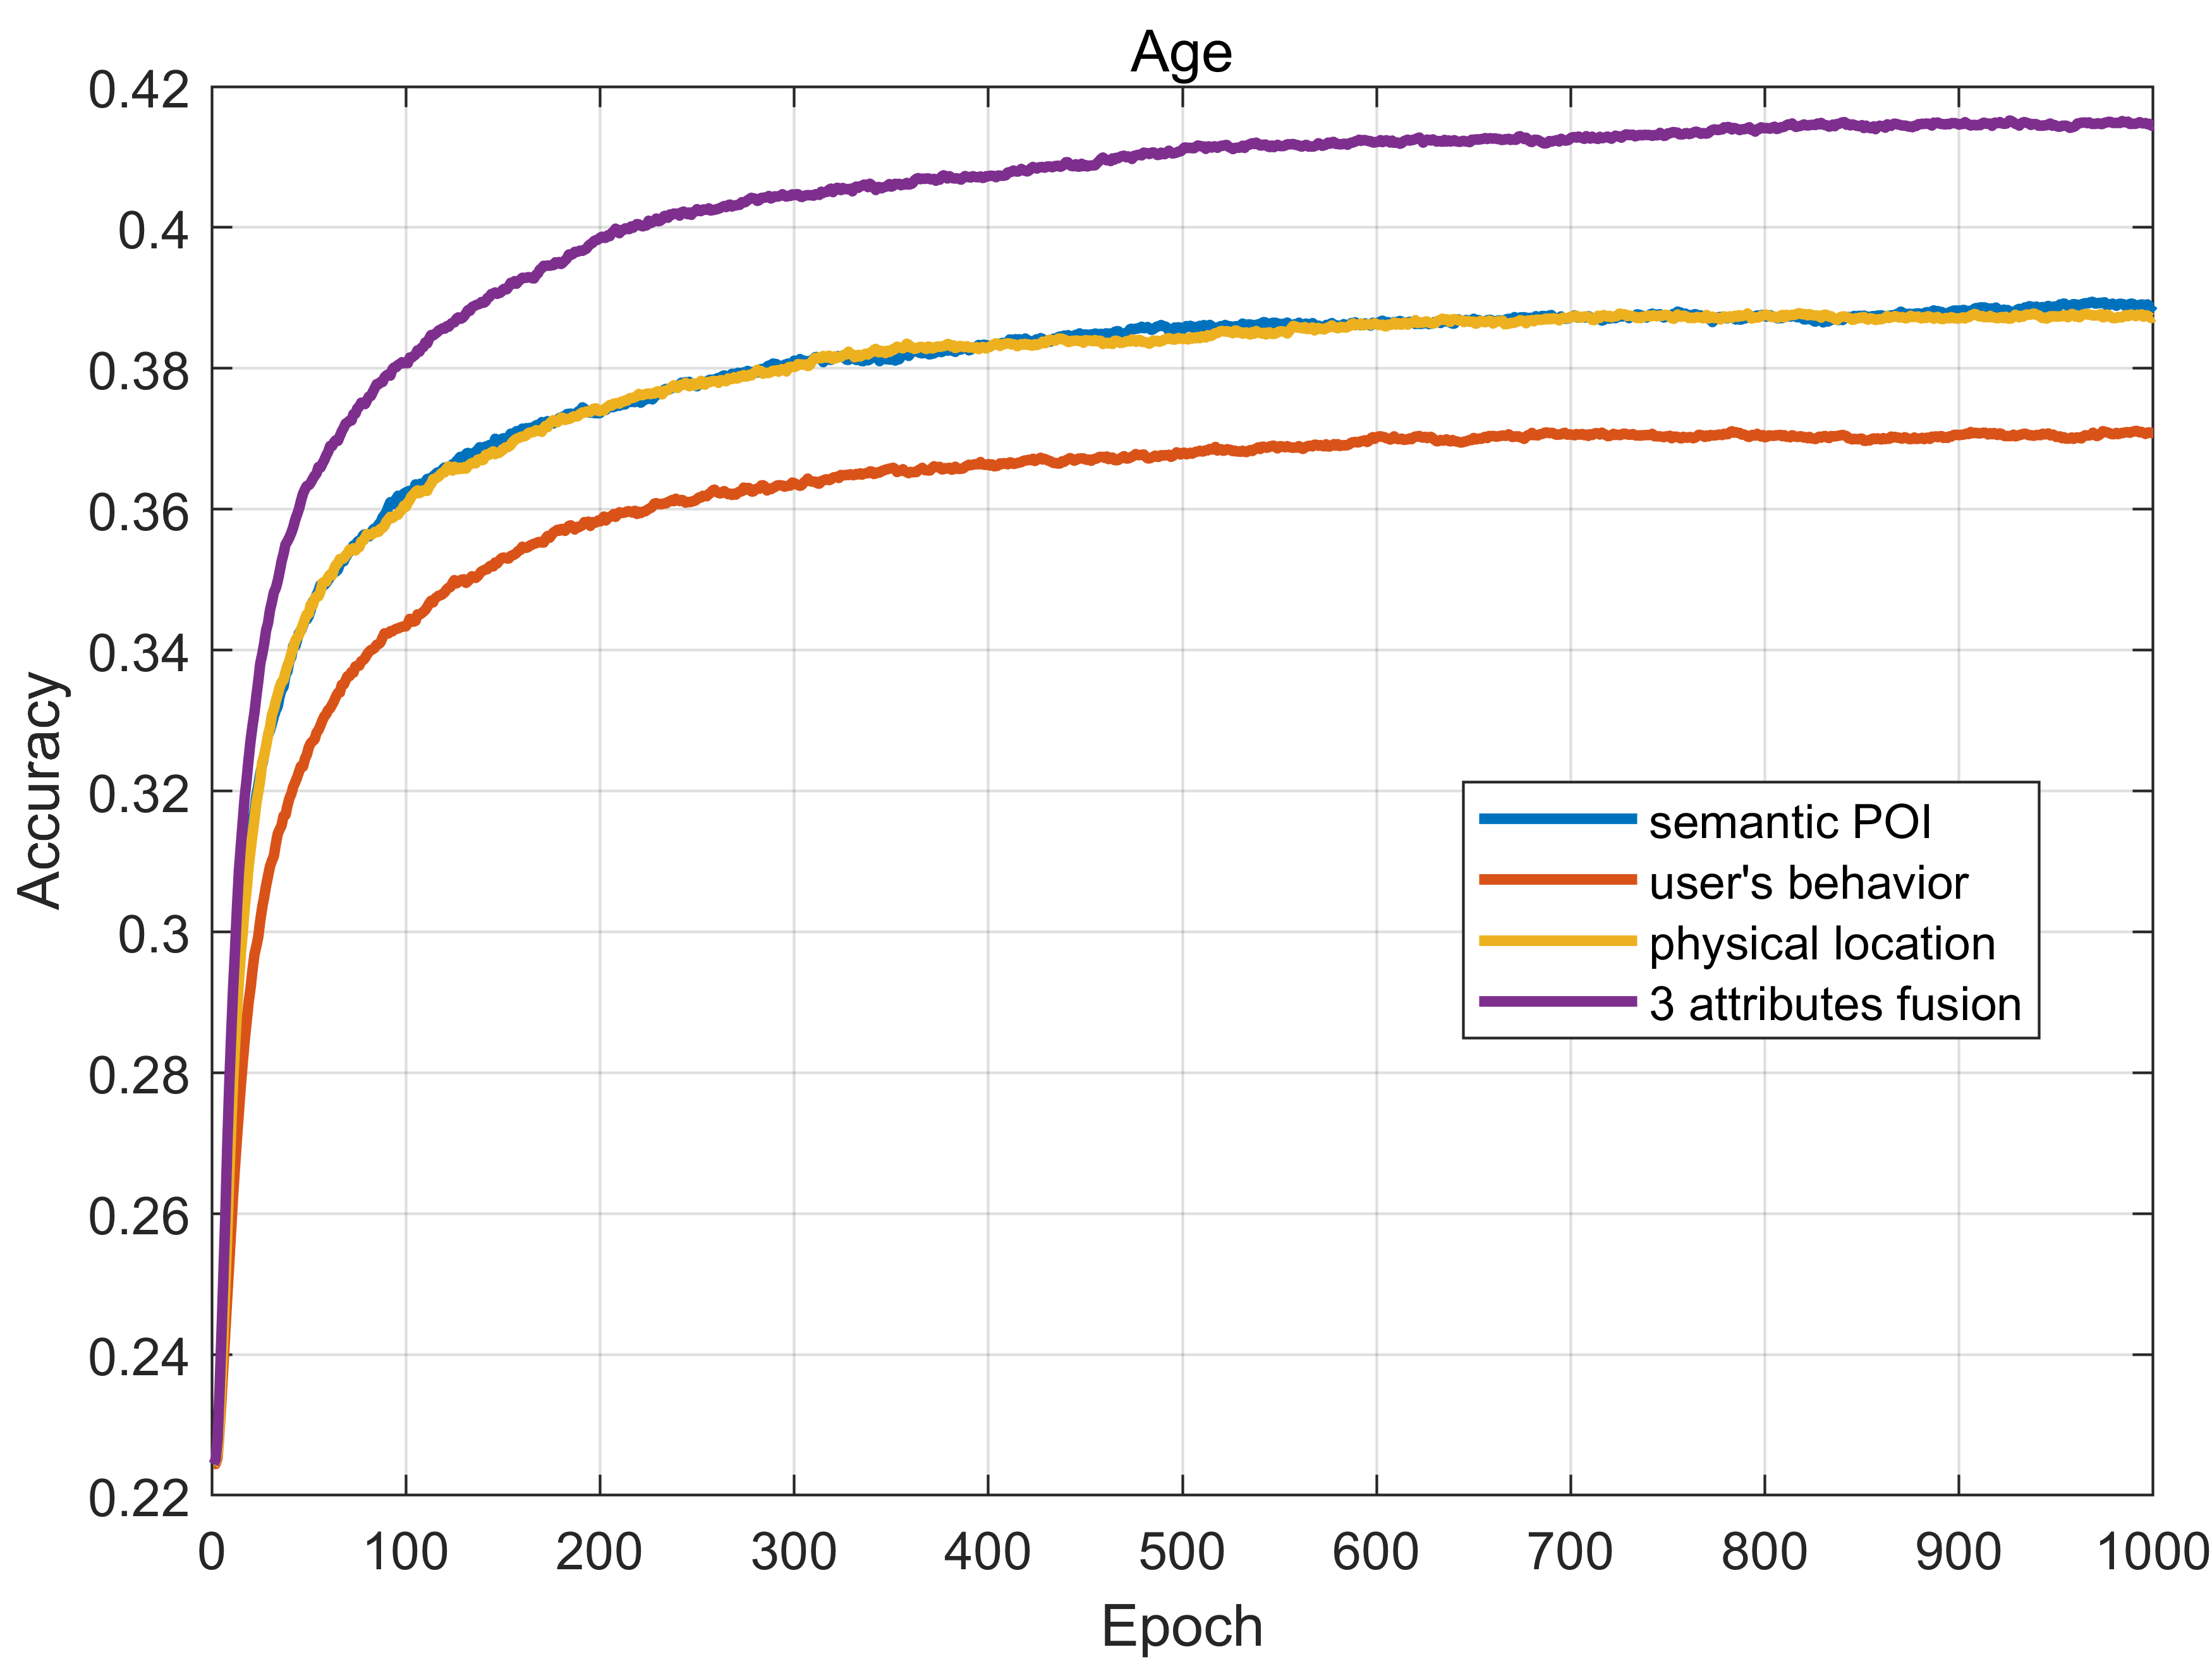 Age
0.42
0.4
0.38
0.36
0.34
0.32
0.3
0.28
0.26
0.24
0.22
Accuracy
semantic POI
user's behavior
physical location
3 attributes fusion
0 100 200 300 400 500 600 700 800 900 1000
Epoch